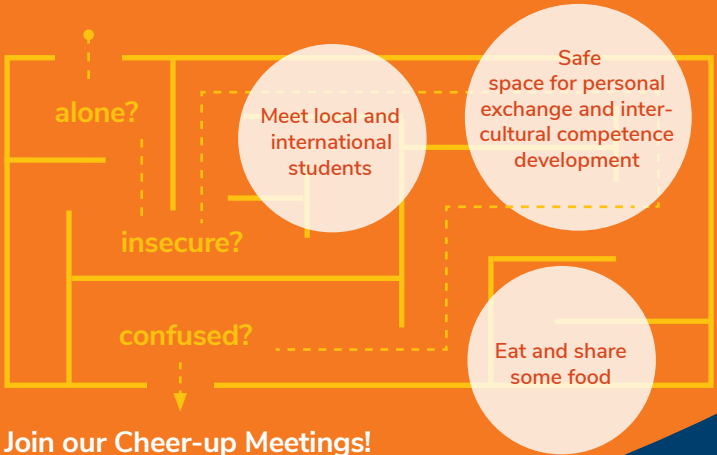 alone?
Meet local and
international
students
Safe
space for personal
exchange and inter-
cultural competence
development
insecure?
confused?
Eat and share
some food
Join our Cheer-up Meetings!